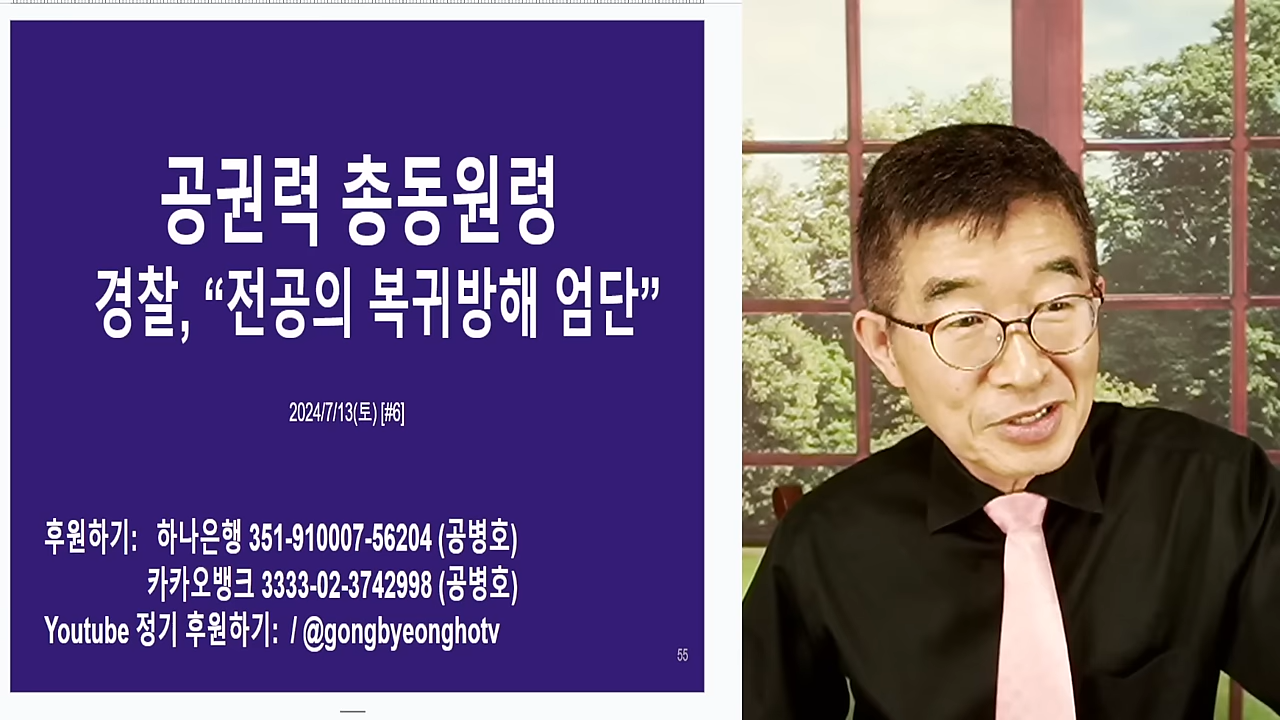 공권력 총동원령
경찰, “전공의 복귀방해 엄단”
2024/7/13(토) [#6]
후원하기: 하나은행 351-910007-56204 (공병호)
카카오뱅크 3333-02-3742998 (공병호)
Youtube 정기 후원하기: / @gongbyeonghotv
55